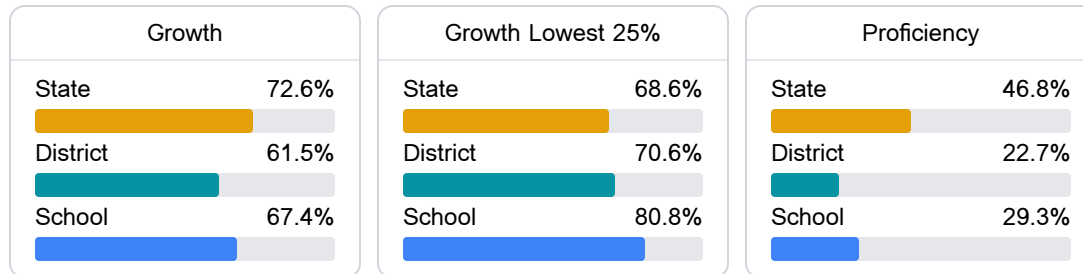 Growth
State 72.6%
District 61.5%
School 67.4%
Growth Lowest 25%
State 68.6%
District 70.6%
School 80.8%
Proficiency
State 46.8%
District 22.7%
School 29.3%